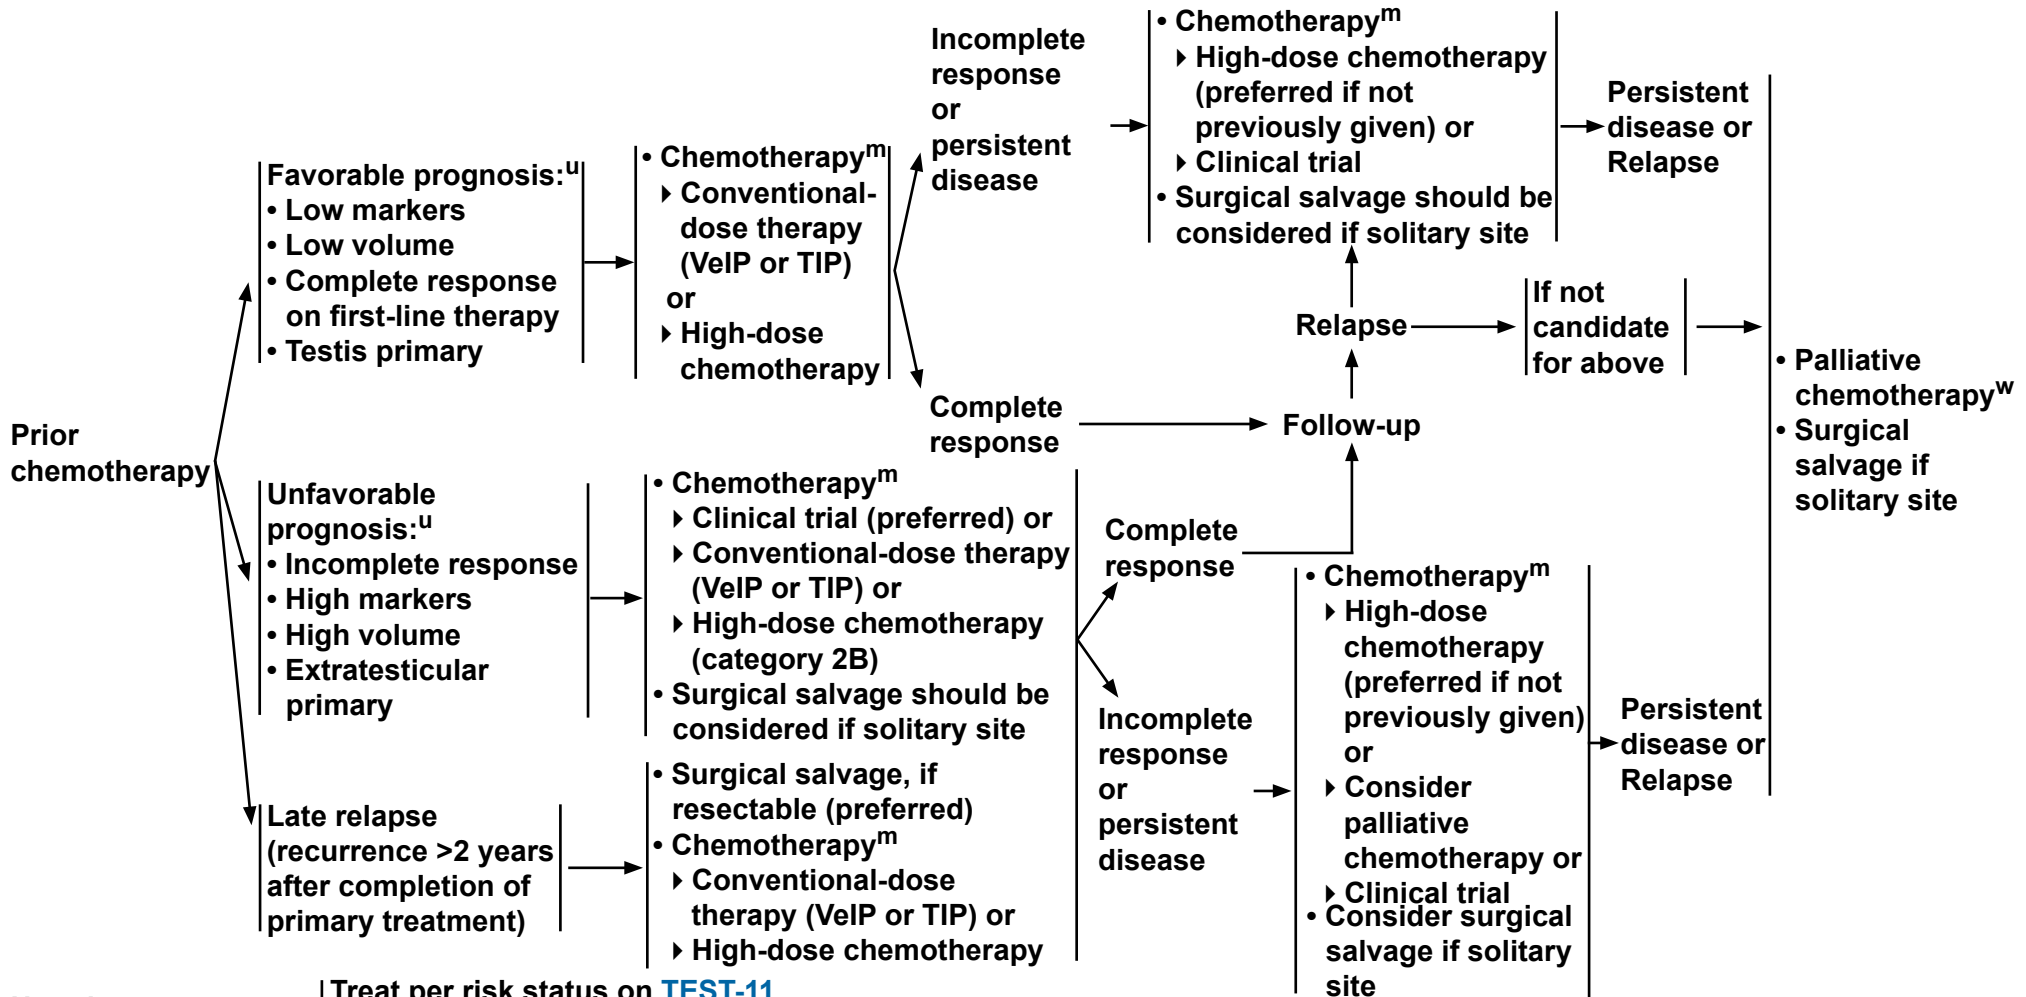 Prior
chemotherapy
Favorable prognosis:u
• Low markers
• Low volume
• Complete response
on first-line therapy
• Testis primary
• Chemotherapym
‣ Conventional-
dose therapy
(VeIP or TIP)
or
‣ High-dose
chemotherapy
Incomplete
response
or
persistent
disease
• Chemotherapym
‣ High-dose chemotherapy
(preferred if not
previously given) or
‣ Clinical trial
• Surgical salvage should be
considered if solitary site
Persistent
disease or
Relapse
Complete
response
Follow-up
Relapse
If not
candidate
for above
• Palliative
chemotherapyw
• Surgical
salvage if
solitary site
Unfavorable
prognosis:u
• Incomplete response
• High markers
• High volume
• Extratesticular
primary
• Chemotherapym
‣ Clinical trial (preferred) or
‣ Conventional-dose therapy
(VeIP or TIP) or
‣ High-dose chemotherapy
(category 2B)
• Surgical salvage should be
considered if solitary site
Late relapse
(recurrence >2 years
after completion of
primary treatment)
• Surgical salvage, if
resectable (preferred)
• Chemotherapym
‣ Conventional-dose
therapy (VeIP or TIP) or
‣ High-dose chemotherapy
Complete
response
Incomplete
response
or
persistent
disease
• Chemotherapym
‣ High-dose
chemotherapy
(preferred if not
previously given)
or
‣ Consider
palliative
chemotherapy or
‣ Clinical trial
• Consider surgical
salvage if solitary
site
Persistent
disease or
Relapse
Treat per risk status on TEST-11